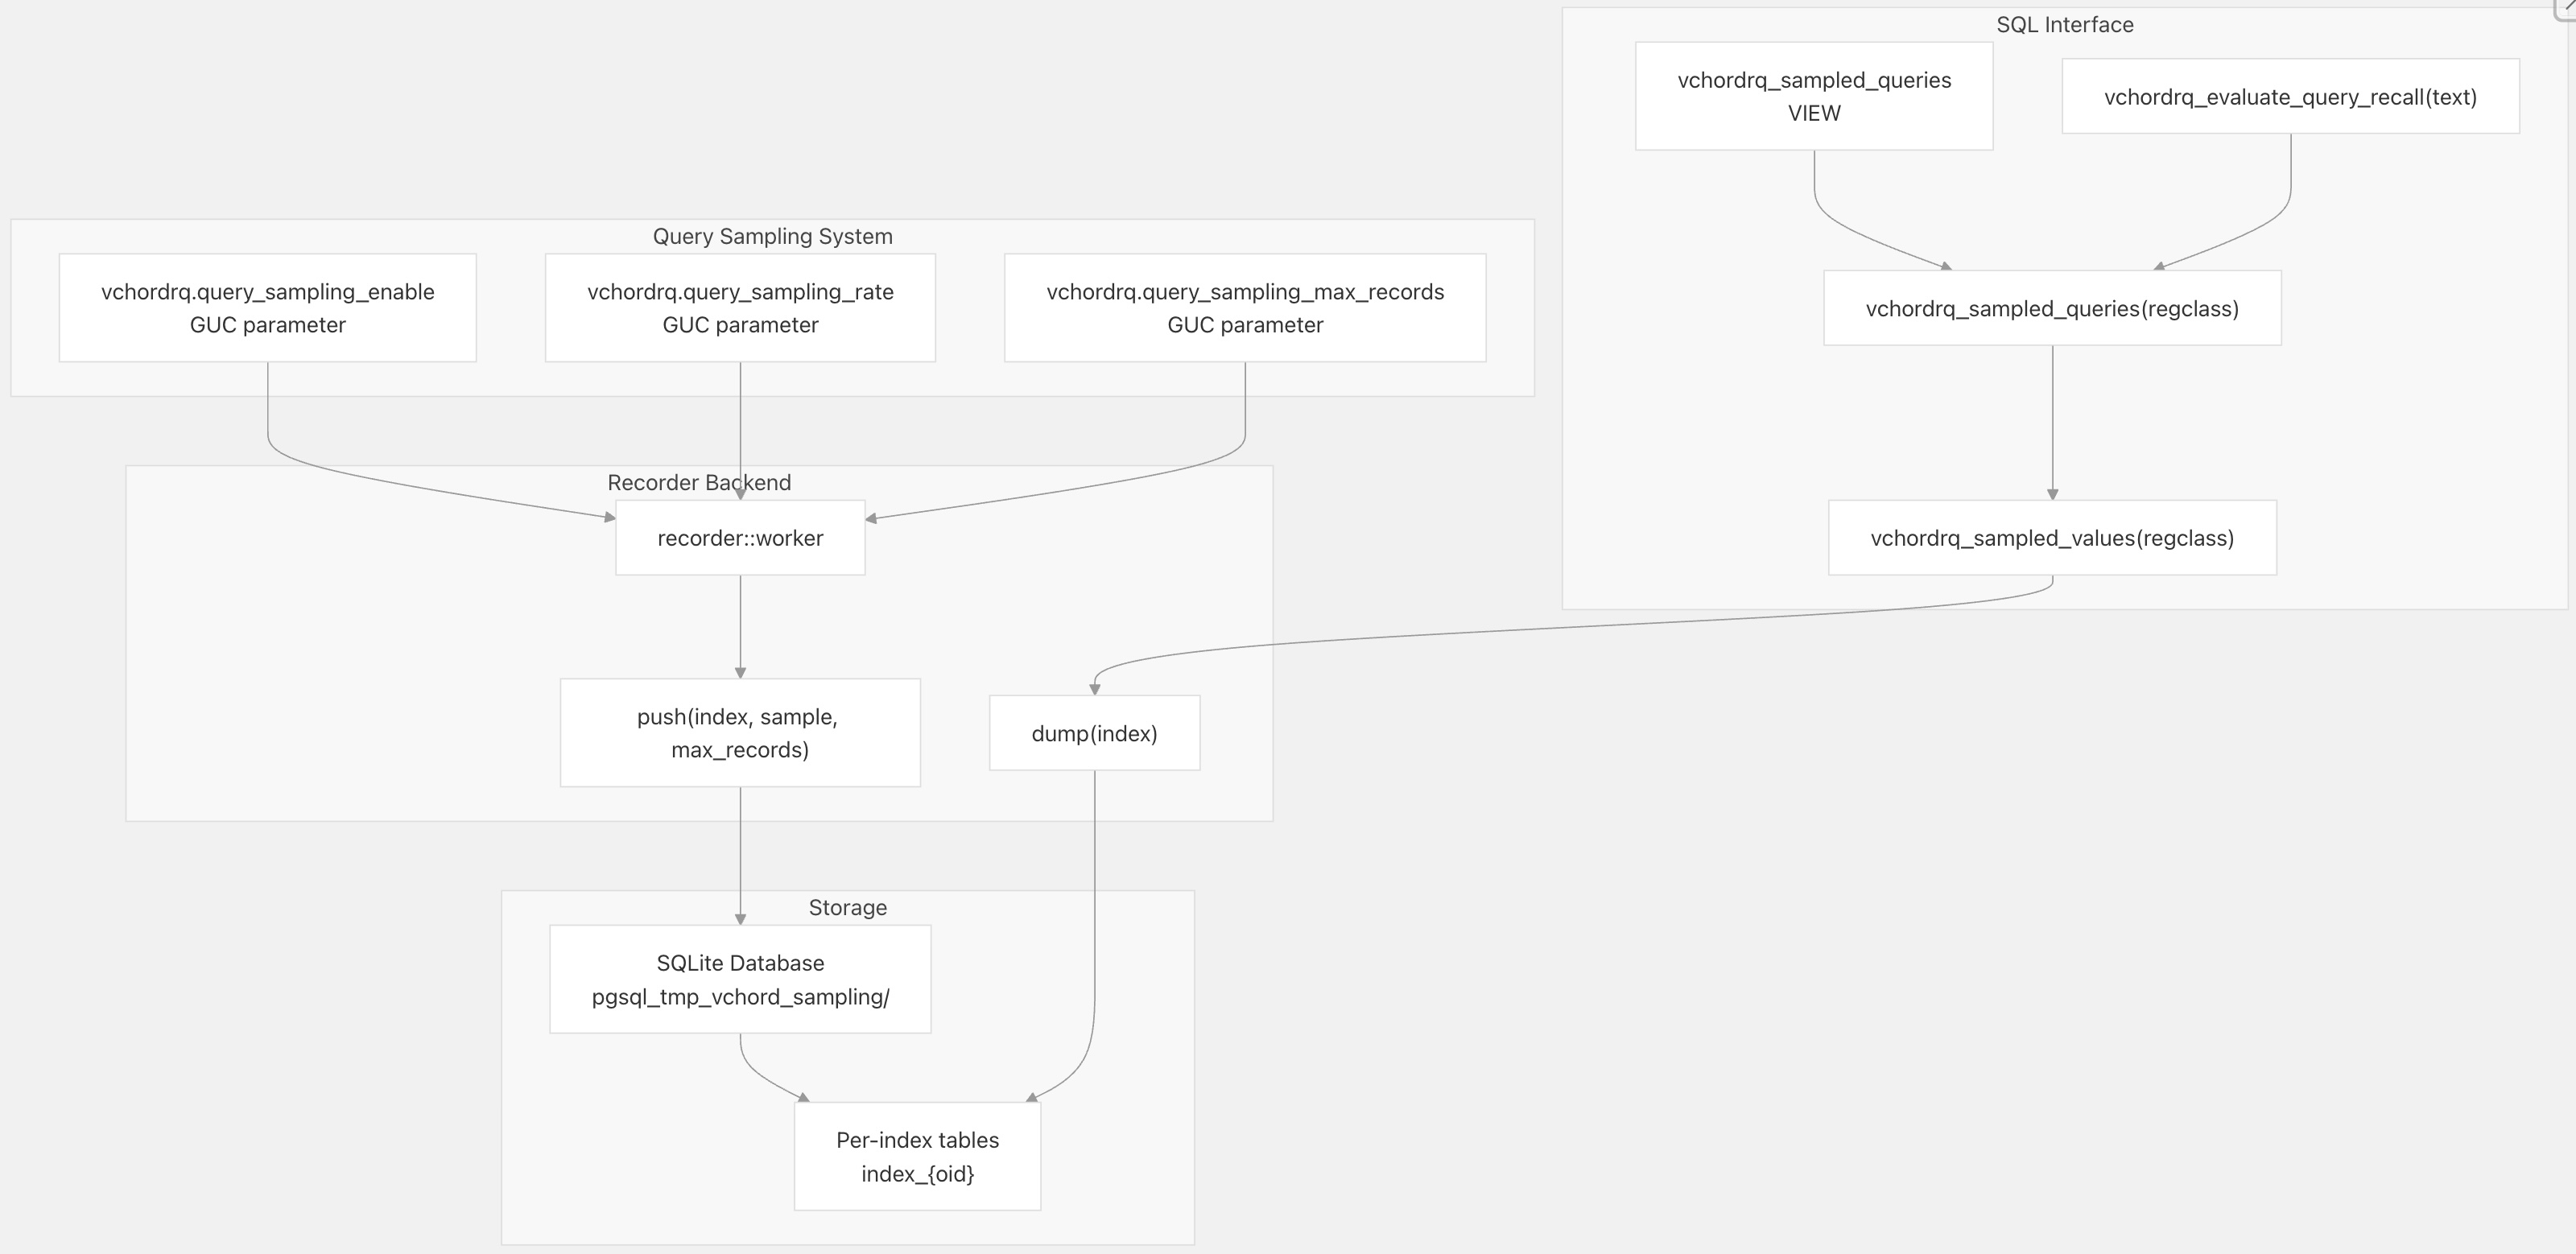 SQL Interface
vchordrq_sampled_queries
VIEW
vchordrq_evaluate_query_recall(text)
vchordrq_sampled_queries(regclass)
vchordrq_sampled_values(regclass)
Query Sampling System
vchordrq.query_sampling_enable
GUC parameter
vchordrq.query_sampling_rate
GUC parameter
vchordrq.query_sampling_max_records
GUC parameter
Recorder Backend
recorder::worker
push(index, sample,
max_records)
dump(index)
Storage
SQLite Database
pgsql_tmp_vchord_sampling/
Per-index tables
index_{oid}